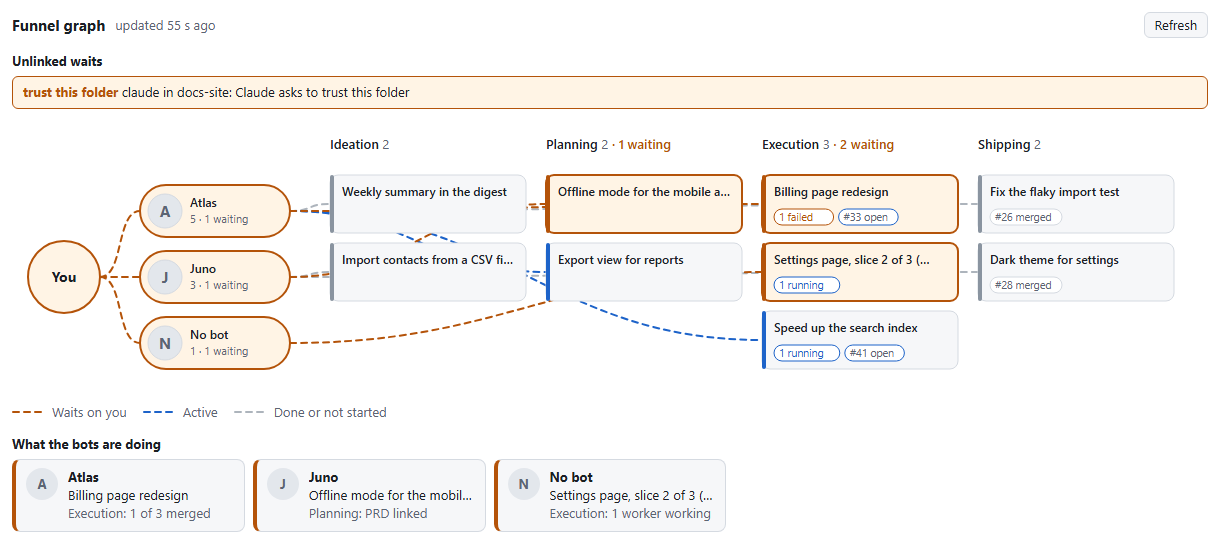 Funnel graph updated 55 s ago Refresh
Unlinked waits
trust this folder claude in docs-site: Claude asks to trust this folder
Ideation 2
Planning 2 · 1 waiting
Execution 3 · 2 waiting
Shipping 2
You
A
Atlas
5 · 1 waiting
J
Juno
3 · 1 waiting
N
No bot
1 · 1 waiting
Weekly summary in the digest
Import contacts from a CSV fi...
Offline mode for the mobile a...
Export view for reports
Billing page redesign
1 failed #33 open
Settings page, slice 2 of 3 (...
1 running
Speed up the search index
1 running #41 open
Fix the flaky import test
#26 merged
Dark theme for settings
#28 merged
Waits on you Active Done or not started
What the bots are doing
A
Atlas
Billing page redesign
Execution: 1 of 3 merged
J
Juno
Offline mode for the mobil...
Planning: PRD linked
N
No bot
Settings page, slice 2 of 3 (...
Execution: 1 worker working